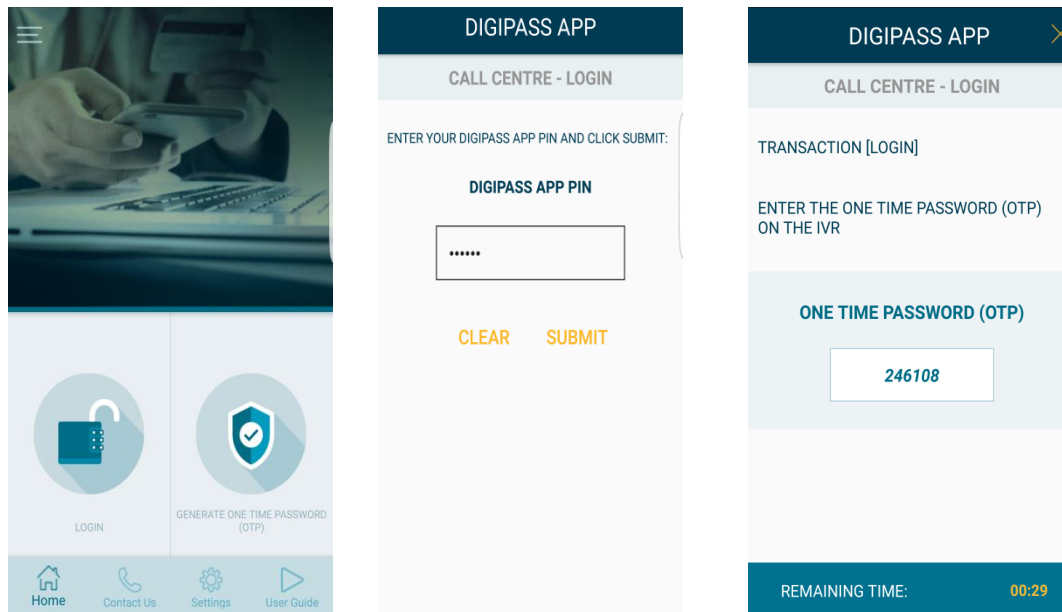 LOGIN
GENERATE ONE TIME PASSWORD
(OTP)
Home
Contact Us
Settings
User Guide
DIGIPASS APP
CALL CENTRE - LOGIN
ENTER YOUR DIGIPASS APP PIN AND CLICK SUBMIT:
DIGIPASS APP PIN
••••••
CLEAR
SUBMIT
DIGIPASS APP
CALL CENTRE - LOGIN
TRANSACTION [LOGIN]
ENTER THE ONE TIME PASSWORD (OTP)
ON THE IVR
ONE TIME PASSWORD (OTP)
246108
REMAINING TIME:
00:29